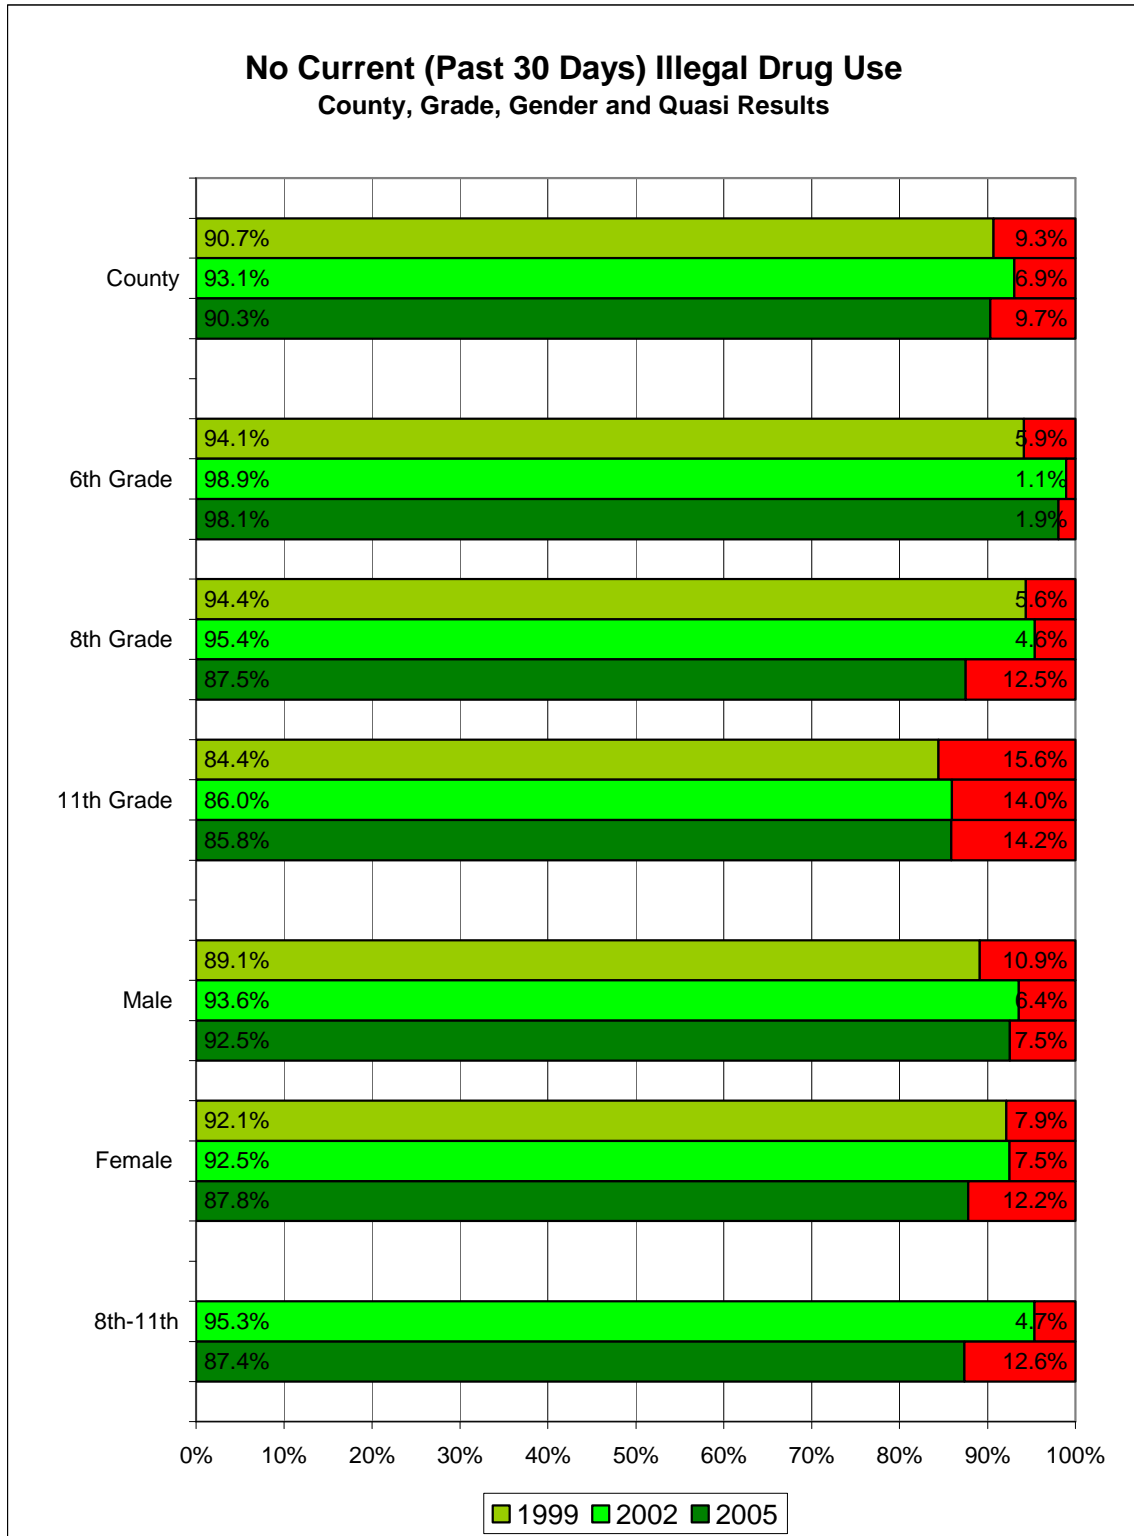 No Current (Past 30 Days) Illegal Drug Use
County, Grade, Gender and Quasi Results
90.7% 9.3%
County 93.1% 6.9%
90.3% 9.7%
94.1% 5.9%
6th Grade 98.9% 1.1%
98.1% 1.9%
94.4% 5.6%
8th Grade 95.4% 4.6%
87.5% 12.5%
84.4% 15.6%
11th Grade 86.0% 14.0%
85.8% 14.2%
89.1% 10.9%
Male 93.6% 6.4%
92.5% 7.5%
92.1% 7.9%
Female 92.5% 7.5%
87.8% 12.2%
8th-11th 95.3% 4.7%
87.4% 12.6%
0% 10% 20% 30% 40% 50% 60% 70% 80% 90% 100%
1999 2002 2005